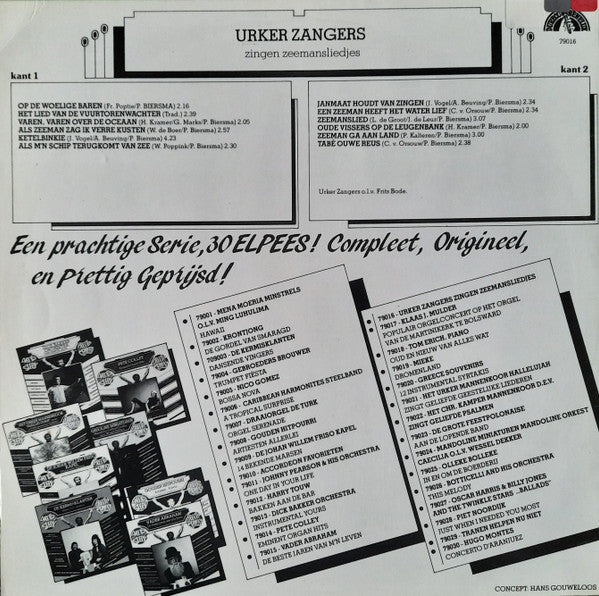 URKER ZANGERS
zingen zeemansliedjes
79016
kant 1
kant 2
OP DE WOELIGE BAREN (Fr. Poptie/P. BIERSMA) 2.16
HET LIED VAN DE VUURTORENWACHTER (Trad.) 2.39
VAREN, VAREN OVER DE OCEAAN (H. Kramer/G. Marks/P. Biersma) 2.05
ALS ZEEMAN ZAG IK VERRE KUSTEN (W. de Boer/P. Biersma) 2.57
KETELBINKIE (J. Vogel/A. Beuving/P. Biersma) 4.23
ALS M'N SCHIP TERUGKOMT VAN ZEE (W. Poppink/P. Biersma) 2.30
JANMAAT HOUDT VAN ZINGEN (J. Vogel/A. Beuving/P. Biersma) 2.34
EEN ZEEMAN HEEFT HET WATER LIEF (C. v. Orsouw/P. Biersma) 2.34
ZEEMANSLIED (L. de Groot/J. de Leur/P. Biersma) 3.07
OUDE VISSERS OP DE LEUGENBANK (H. Kramer/P. Biersma) 2.00
ZEEMAN GA AAN LAND (P. Kalteren/P. Biersma) 3.00
TABÉ OUWE REUS (C. v. Orsouw/P. Biersma) 2.38
Urker Zangers o.l.v. Frits Bode.
Een prachtige Serie, 30 ELPEES! Compleet, Origineel,
en Prettig Geprijsd!
79001 - MENA MOERIA MINSTRELS
O.L.V. MING LUHULIMA
HAWAII
79002 - KRONTJONG
DE GORDEL VAN SMARAGD
709003 - DE KERMISKLANTEN
DANSENDE VINGERS
79004 - GEBROEDERS BROUWER
TRUMPET FIESTA
79005 - NICO GOMEZ
BOSSA NOVA
79006 - CARIBBEAN HARMONITES STEELBAND
A TROPICAL SURPRISE
79007 - DRAAIORGEL DE TURK
ORGEL SERENADE
79008 - GOUDEN HITPOURRI
ARTIESTEN ALLERLEI
79009 - DE JOHAN WILLEM FRISO KAPEL
14 BEKENDE MARSEN
79010 - ACCORDEON FAVORIETEN
79011 - JOHNNY PEARSON & HIS ORCHESTRA
ONE DAY IN YOUR LIFE
79012 - HARRY TOUW
BAKKEN AAN DE BAR
79013 - DICK BAKKER ORCHESTRA
INSTRUMENTAL YOURS
79014 - PETE COLLEY
EMINENT ORGAN HITS
79015 - VADER ABRAHAM
DE BESTE JAREN VAN M'N LEVEN
79016 - URKER ZANGERS ZINGEN ZEEMANSLIEDJES
79017 - KLAAS J. MULDER
POPULAIR ORGELCONCERT OP HET ORGEL
VAN DE MARTINIKERK TE BOLSWARD
79018 - TOM ERICH, PIANO
OUD EN NIEUW VAN ALLES WAT
79019 - MIEKE
DROOMERLAND
79020 - GREECE SOUVENIRS
12 INSTRUMENTAL SYRTAKIS
79021 - HET URKER MANNENKOOR HALLELUJAH
ZINGT GELIEFDE GEESTELIJKE LIEDEREN
79022 - HET CHR. KAMPER MANNENKOOR D.E.V.
ZINGT GELIEFDE PSALMEN
79023 - DE GROTE FEESTPOLONAISE
AAN DE LOPENDE BAND
79024 - MANDOLINE MINIATUREN MANDOLINE ORKEST
CAECILIA O.L.V. WESSEL DEKKER
79025 - OLLEKE BOLLEKE
IN EN OM DE BOERDERIJ
79026 - BOTTICELLI AND HIS ORCHESTRA
THIS MELODY
79027 - OSCAR HARRIS & BILLY JONES
AND THE TWINKLE STARS - „BALLADS”
79028 - PIET NOORDIJK
JUST WHEN I NEEDED YOU MOST
79029 - TRANEN HELPEN NU NIET
79030 - HUGO MONTES
CONCERTO D'ARANJUEZ
PETE COLLEY
VADER ABRAHAM
CONCEPT: HANS GOUWELOOS